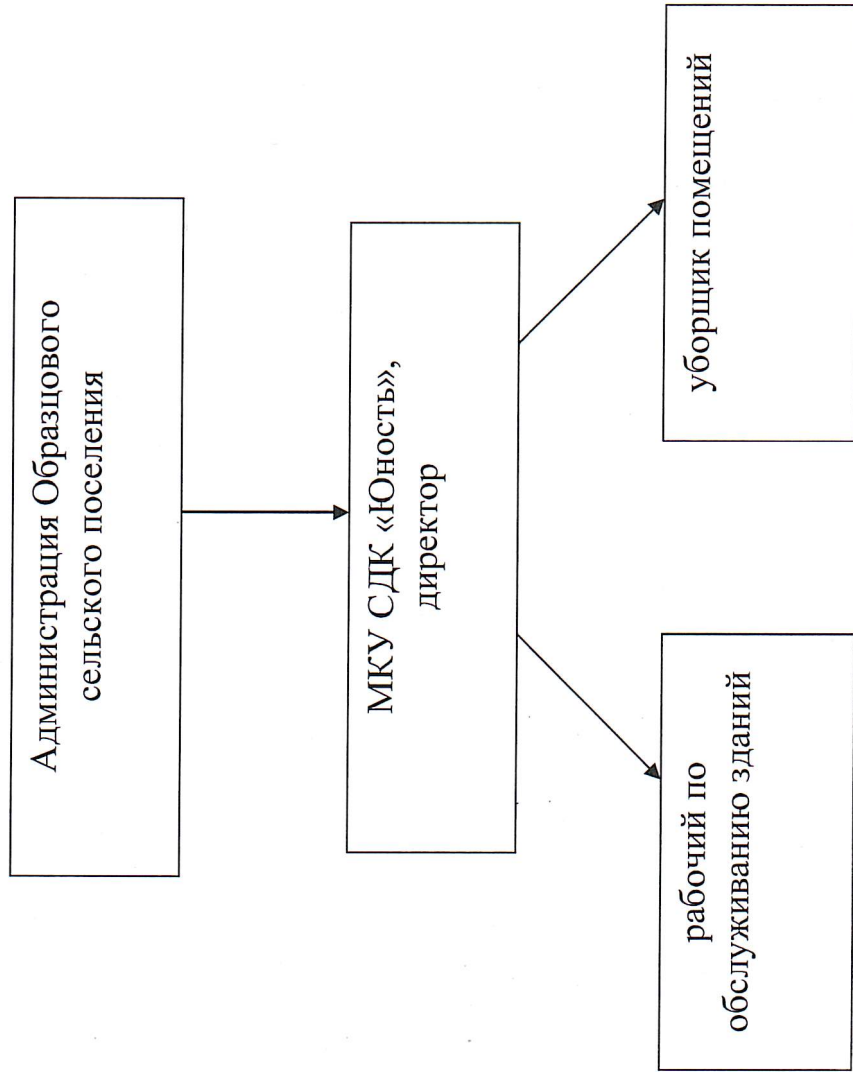 Администрация Образцового
сельского поселения
МКУ СДК «Юность»,
директор
рабочий по
обслуживанию зданий
уборщик помещений